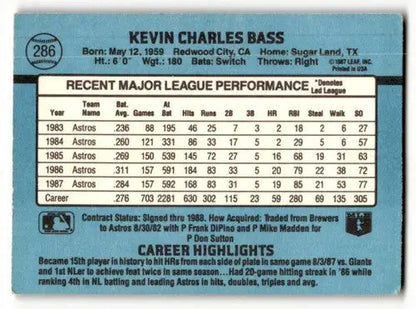 286
KEVIN CHARLES BASS
Born: May 12, 1959 Redwood City, CA Home: Sugar Land, TX
Ht.: 6'0" Wgt.: 180 Bats: Switch Throws: Right
©1987 LEAF, INC.
PRINTED IN U.S.A.
RECENT MAJOR LEAGUE PERFORMANCE *Denotes Led League
Year Team Name Bat. Avg. Games At Bat Hits Runs 2B 3B HR RBI Steal Walk SO
1983 Astros .236 88 195 46 25 7 3 2 18 2 6 27
1984 Astros .260 121 331 86 33 17 5 2 29 5 6 57
1985 Astros .269 150 539 145 72 27 5 16 68 19 31 63
1986 Astros .311 157 591 184 83 33 5 20 79 22 38 72
1987 Astros .284 157 592 168 83 31 5 19 85 21 53 77
Career .276 703 2281 630 302 115 23 59 280 69 135 305
Contract Status: Signed thru 1988. How Acquired: Traded from Brewers
to Astros 8/30/82 with P Frank DiPino and P Mike Madden for
P Don Sutton
CAREER HIGHLIGHTS
Became 15th player in history to hit HRs from each side of plate in same game 8/3/87 vs. Giants
and 1st NLer to achieve feat twice in same season... Had 20-game hitting streak in '86 while
ranking 4th in NL batting and leading Astros in hits, doubles, average and avg.